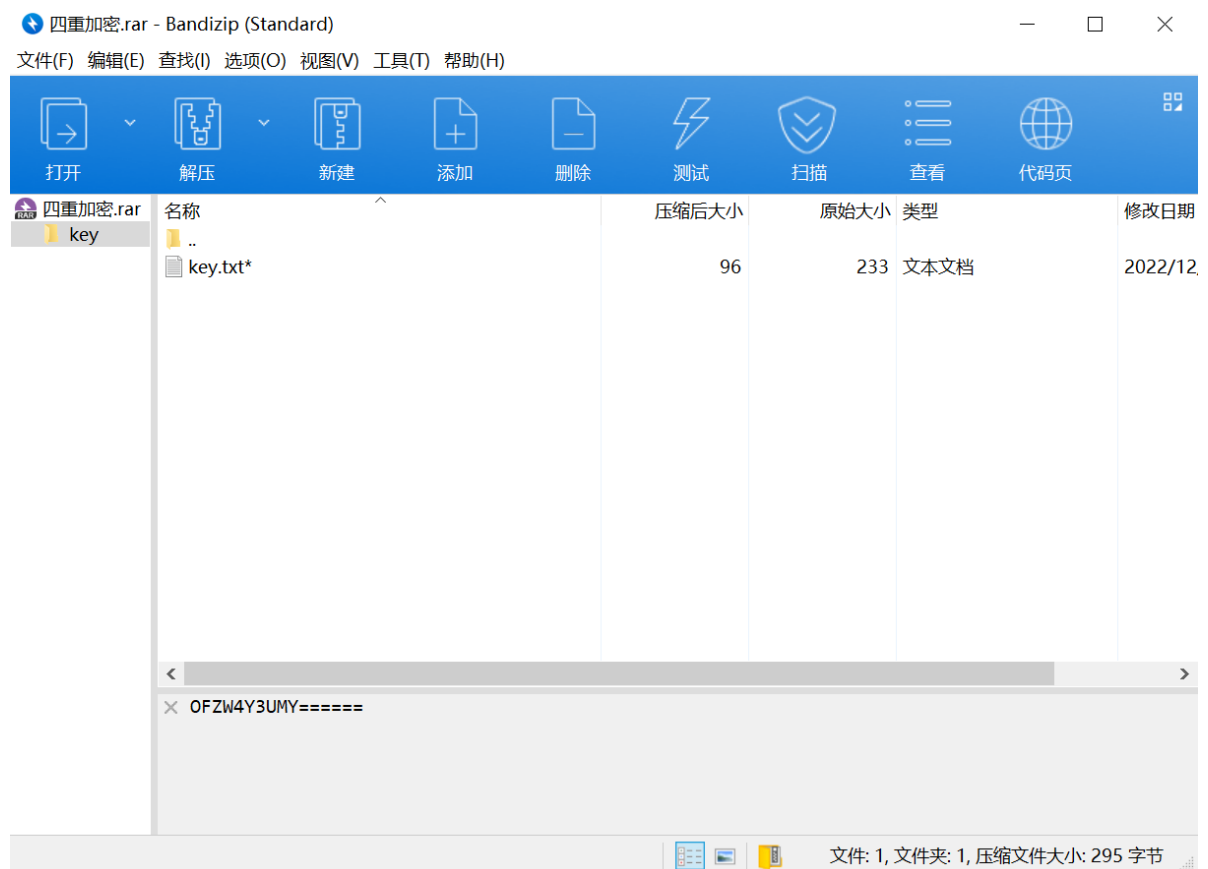 四重加密.rar - Bandizip (Standard)
文件(F) 编辑(E) 查找(I) 选项(O) 视图(V) 工具(T) 帮助(H)
打开 解压 新建 添加 删除 测试 扫描 查看 代码页
四重加密.rar 名称 压缩后大小 原始大小 类型 修改日期
key ..
key.txt* 96 233 文本文档 2022/12
OFZW4Y3UMY======
文件: 1, 文件夹: 1, 压缩文件大小: 295 字节